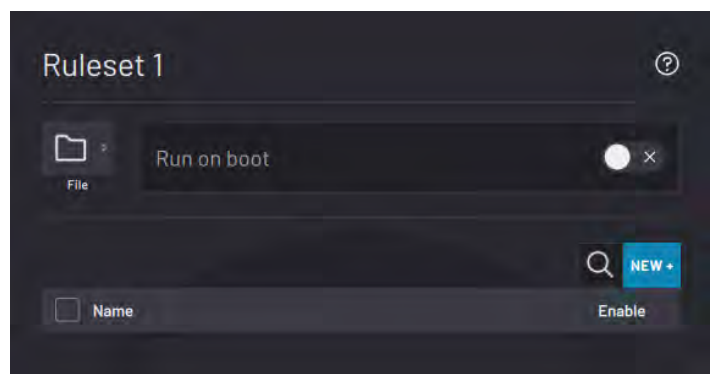 Ruleset 1
File
Run on boot
NEW +
Name
Enable